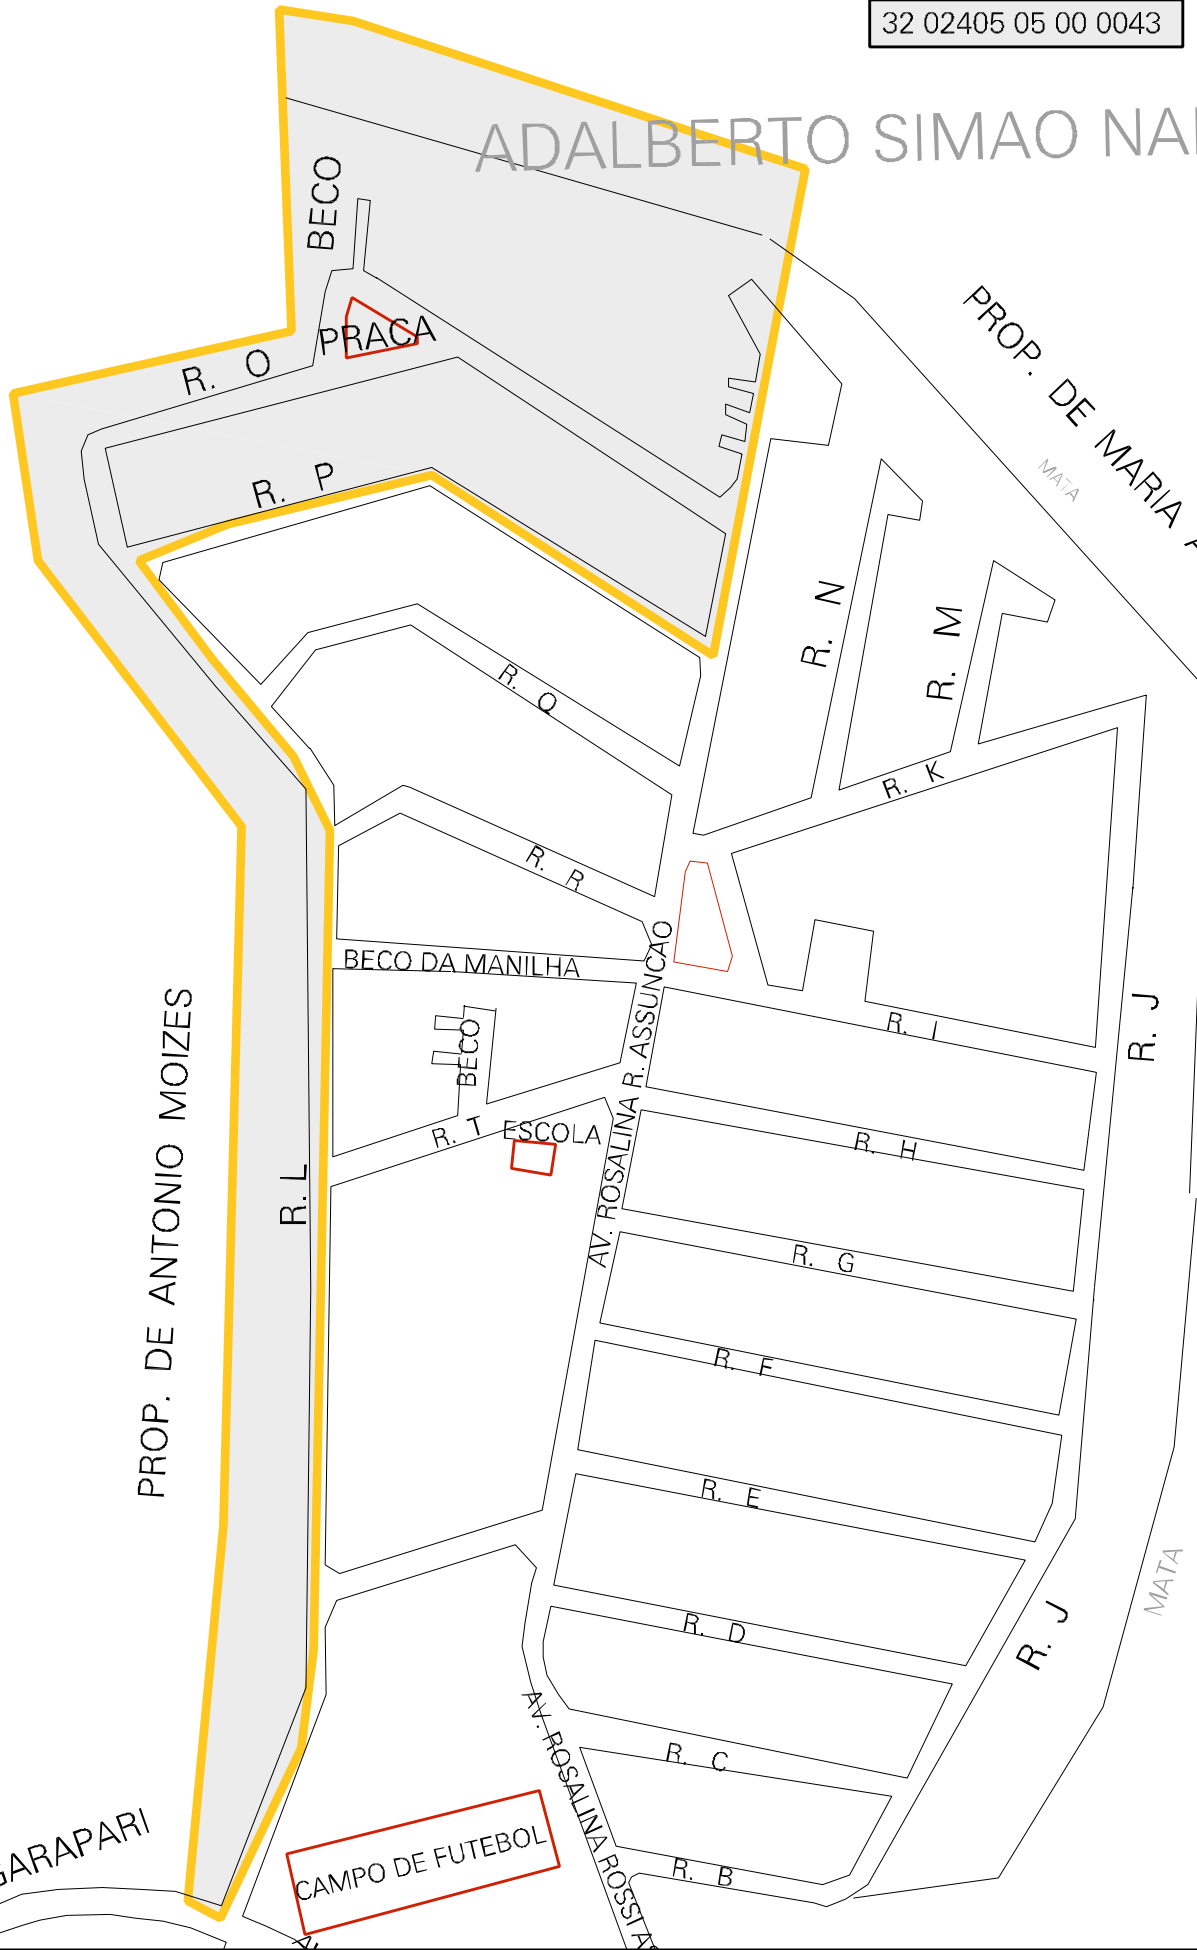 32 02405 05 00 0043
ADALBERTO SIMAO NA
BECO
PROP. DE MARIA A
PRACA
R. O
MATA
R. P
R. N
R. M
R. Q
R. K
R. R
BECO DA MANILHA
R. J
R. I
BECO
AV. ROSALINA R. ASSUNCAO
R. T
ESCOLA
R. H
PROP. DE ANTONIO MOIZES
R. L
R. G
R. F
R. E
MATA
R. D
R. J
R. C
AV. ROSALINA ROSSI AS
CAMPO DE FUTEBOL
GARAPARI
R. B